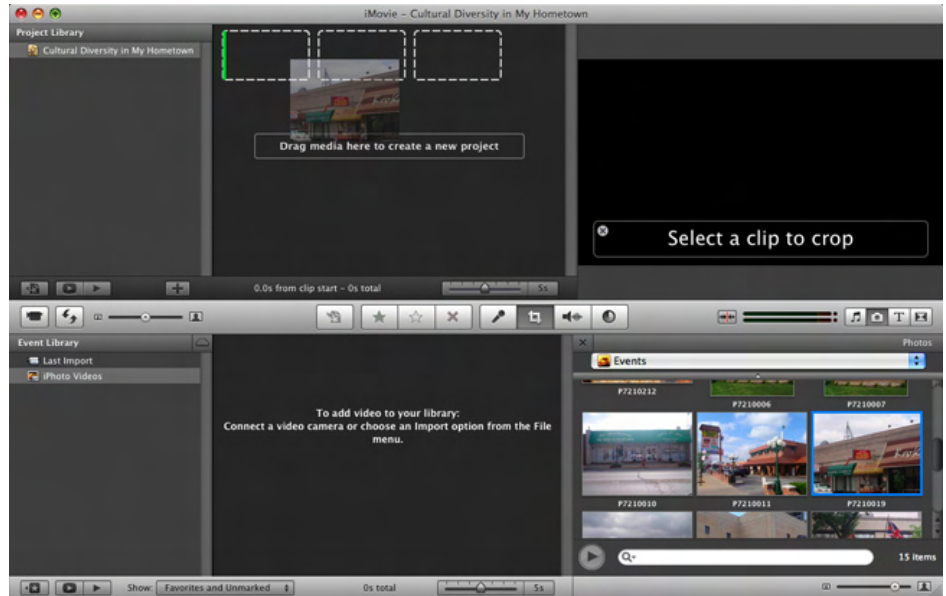 iMovie – Cultural Diversity in My Hometown
Project Library
Cultural Diversity in My Hometown
Drag media here to create a new project
Select a clip to crop
0.0s from clip start – 0s total
5s
Event Library
Last Import
iPhoto Videos
To add video to your library:
Connect a video camera or choose an Import option from the File
menu.
Photos
Events
P7210212
P7210006
P7210007
P7210010
P7210011
P7210019
15 items
Show: Favorites and Unmarked
0s total
5s